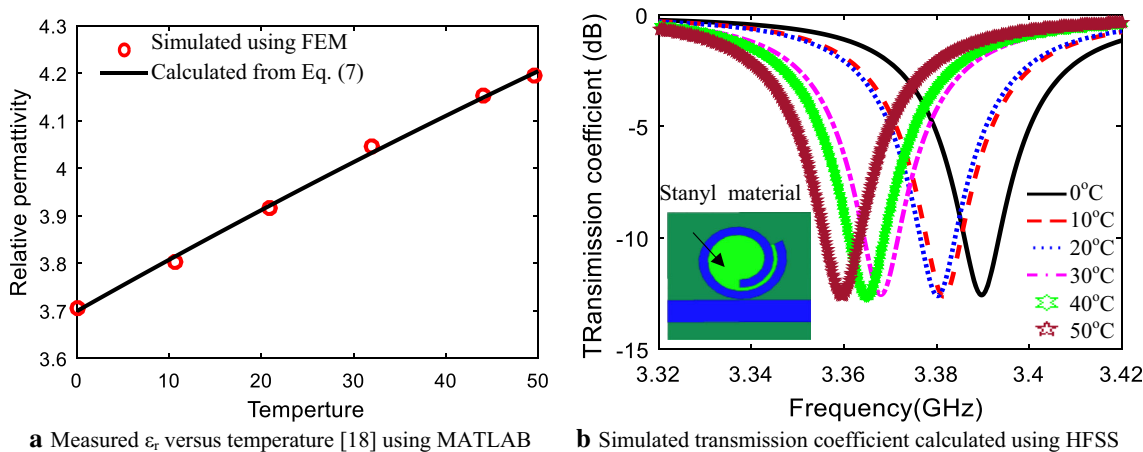 4.3
4.2
4.1
4
3.9
3.8
3.7
3.6
Relative permattivity
Simulated using FEM
Calculated from Eq. (7)
0
10
20
30
40
50
Temperture
a Measured εr versus temperature [18] using MATLAB
0
-5
-10
-15
TRansimission coefficient (dB)
Stanyl material
0°C
10°C
20°C
30°C
40°C
50°C
3.32
3.34
3.36
3.38
3.4
3.42
Frequency(GHz)
b Simulated transmission coefficient calculated using HFSS